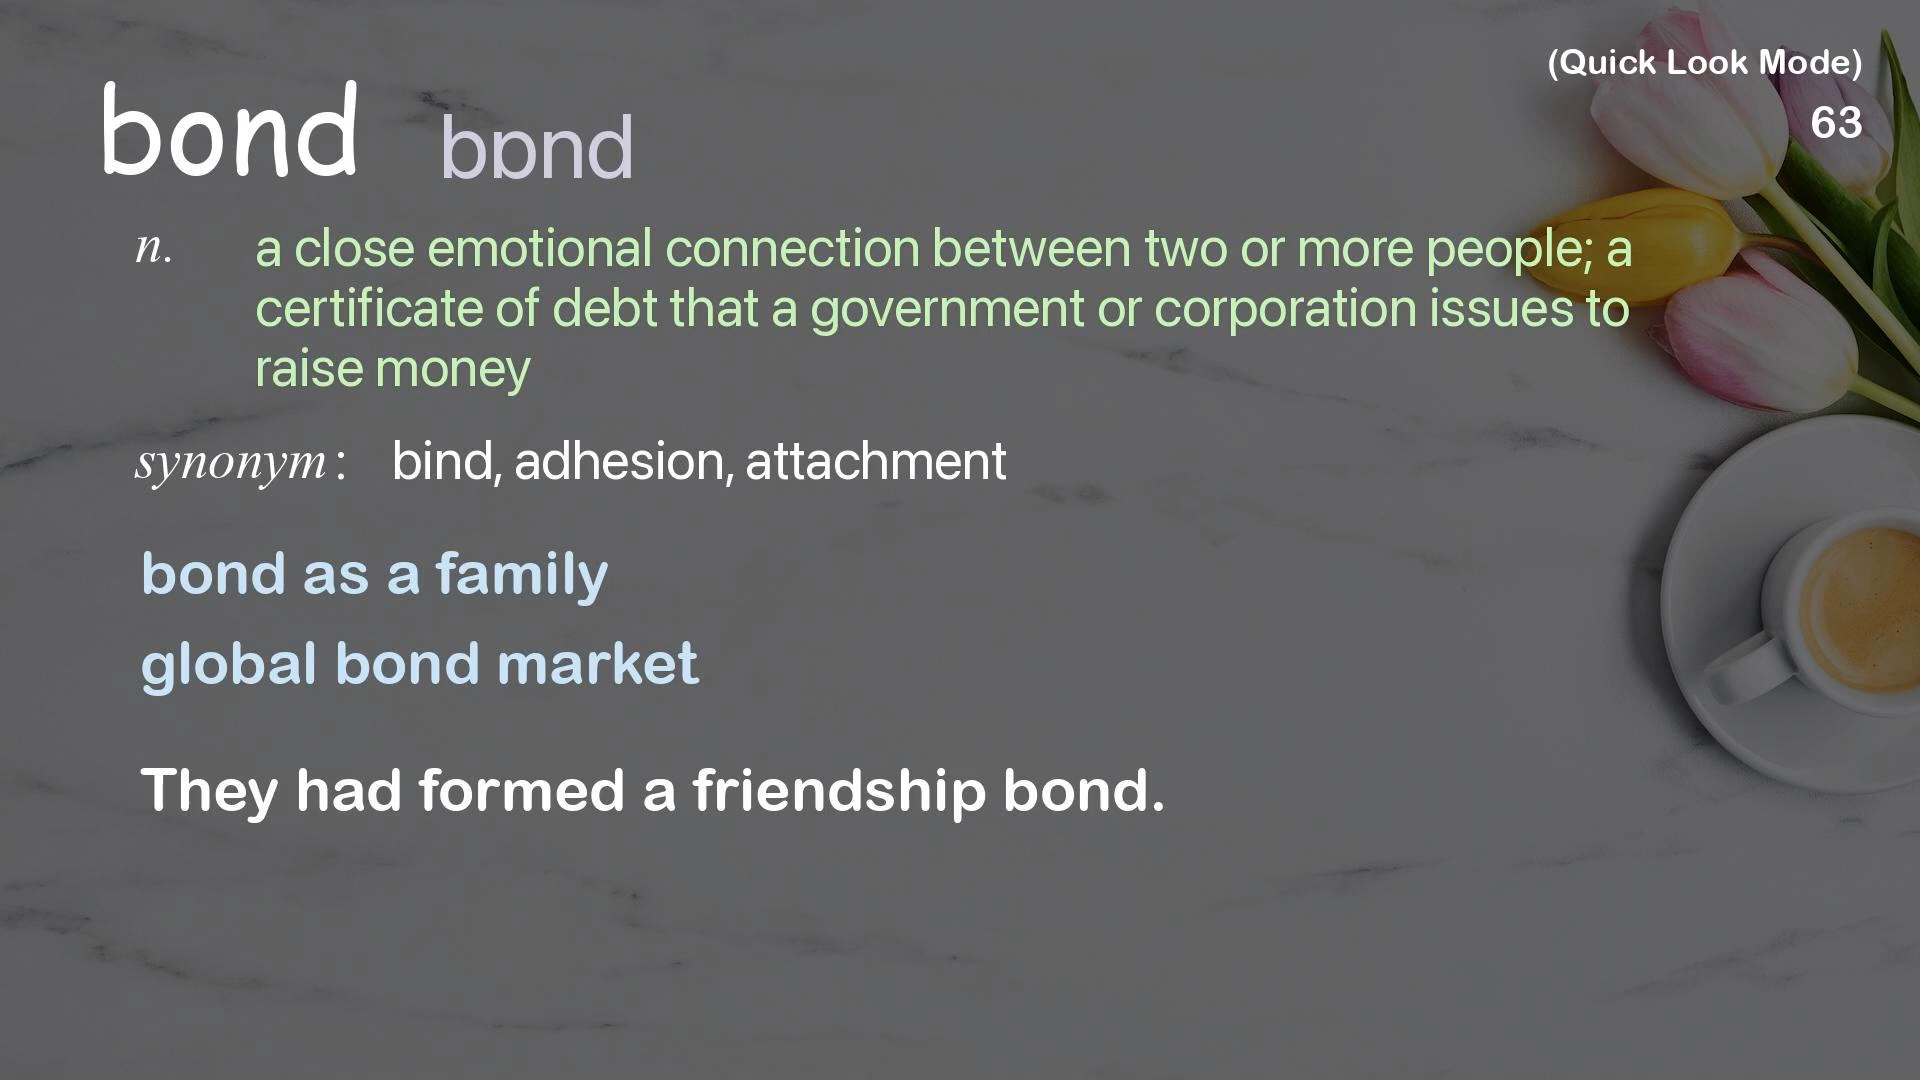 (Quick Look Mode)
63
bond bɒnd
n. a close emotional connection between two or more people; a
certificate of debt that a government or corporation issues to
raise money
synonym: bind, adhesion, attachment
bond as a family
global bond market
They had formed a friendship bond.